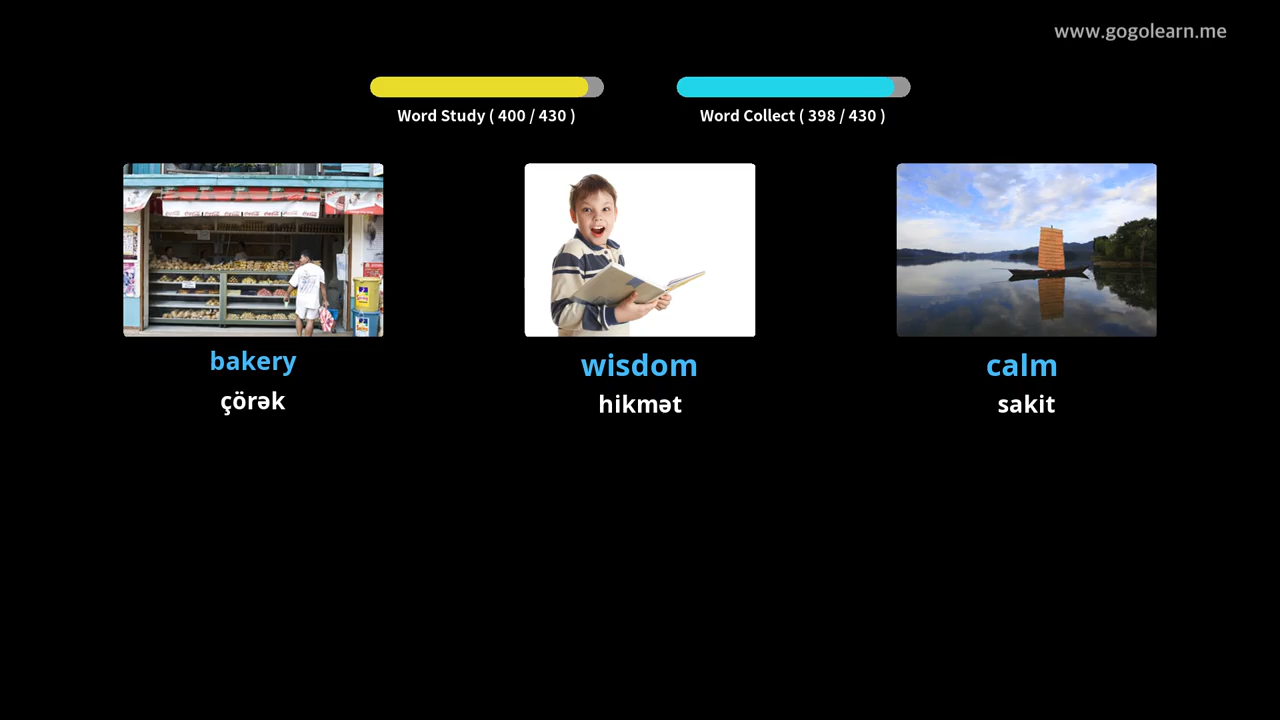 www.gogolearn.me
Word Study ( 400 / 430 )
Word Collect ( 398 / 430 )
bakery
wisdom
calm
çörək
hikmət
sakit